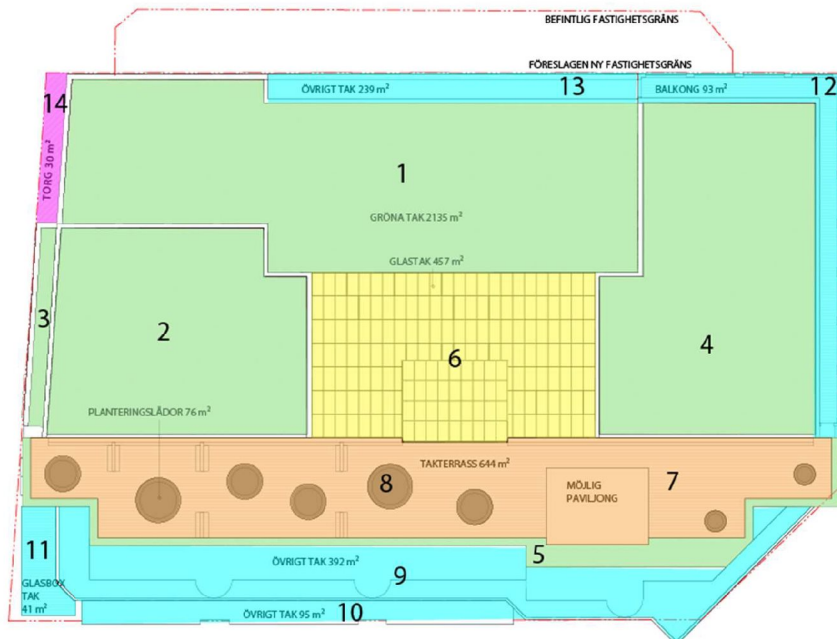 BEFINTLIG FASTIGHETSGRÄNS
FÖRESLAGEN NY FASTIGHETSGRÄNS
14
ÖVRIGT TAK 239 m²
13
BALKONG 93 m²
12
TORG 30 m²
1
GRÖNA TAK 2135 m²
GLASTAK 457 m²
3
2
6
4
PLANTERINGSLÅDOR 76 m²
TAKTERRASS 644 m²
8
7
MÖJLIG
PAVILJONG
11
5
ÖVRIGT TAK 392 m²
9
GLASBOX
TAK
41 m²
ÖVRIGT TAK 95 m²
10